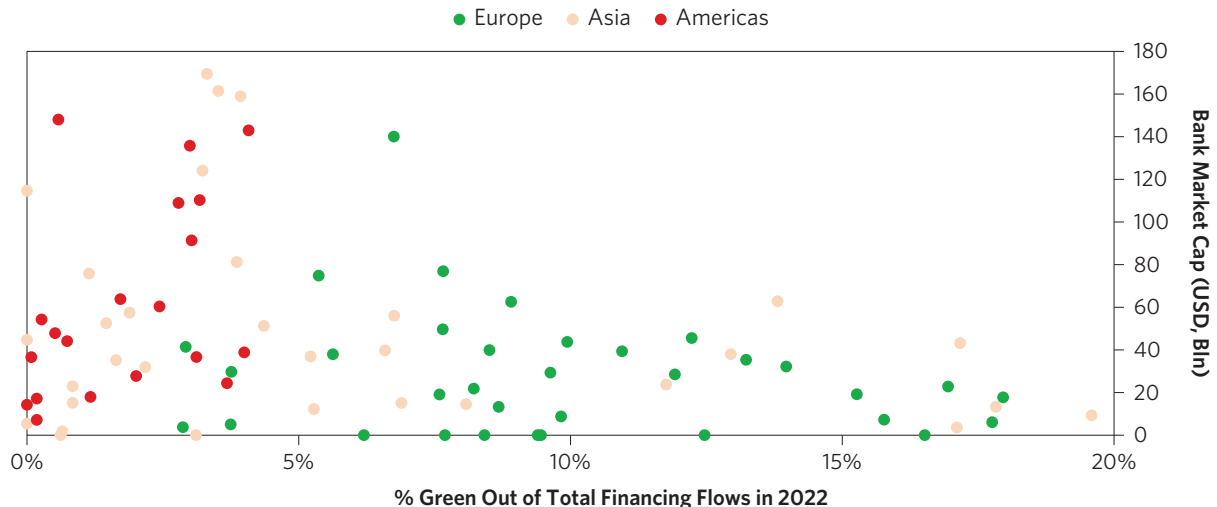 Europe Asia Americas
180
160
140
120
100
80
60
40
20
0
Bank Market Cap (USD, Bln)
0% 5% 10% 15% 20%
% Green Out of Total Financing Flows in 2022